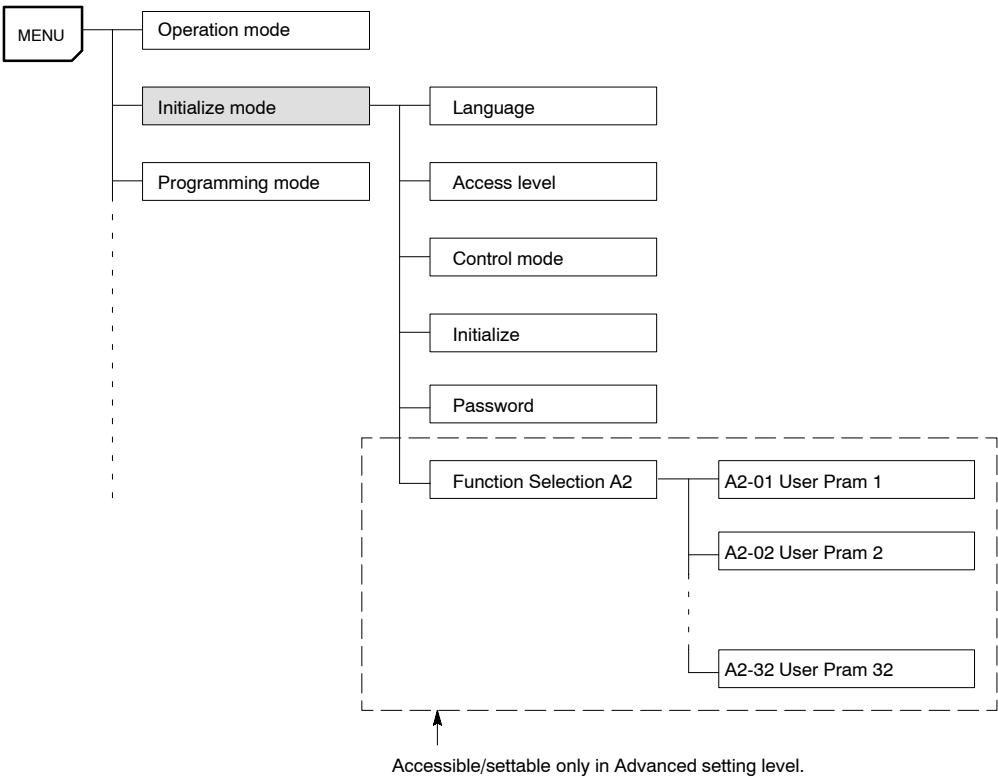 MENU
Operation mode
Initialize mode
Language
Programming mode
Access level
Control mode
Initialize
Password
Function Selection A2
A2-01 User Pram 1
A2-02 User Pram 2
A2-32 User Pram 32
Accessible/settable only in Advanced setting level.